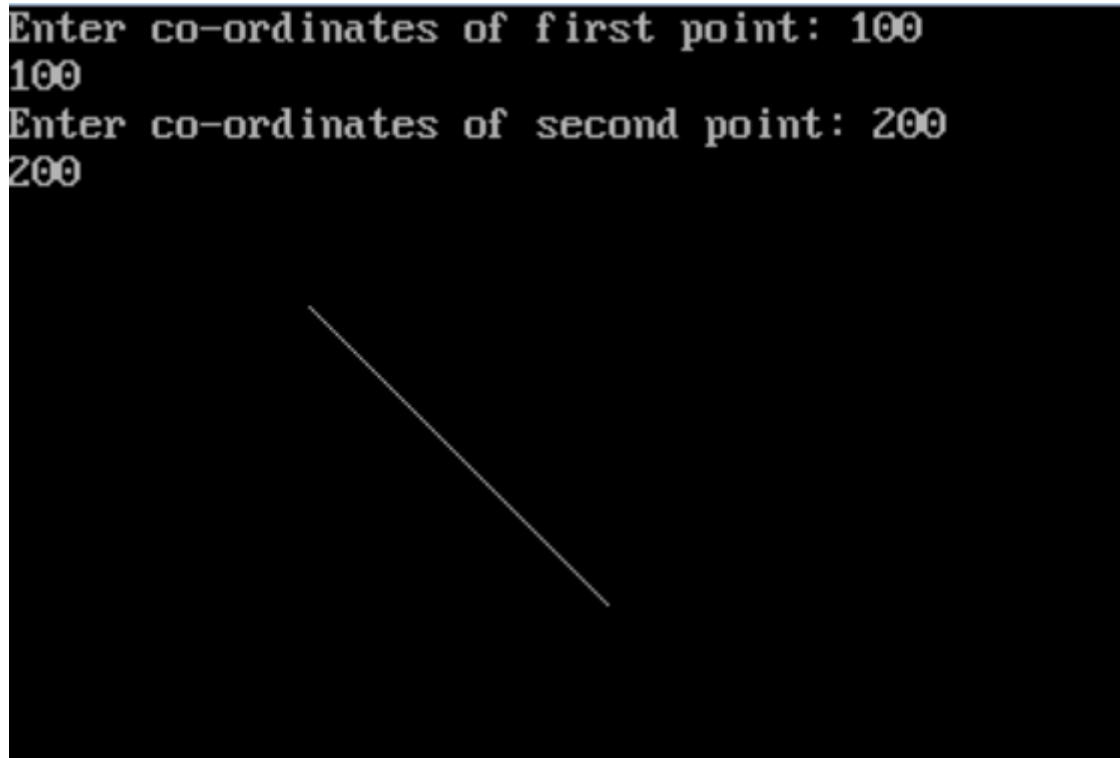 Enter co-ordinates of first point: 100
100
Enter co-ordinates of second point: 200
200